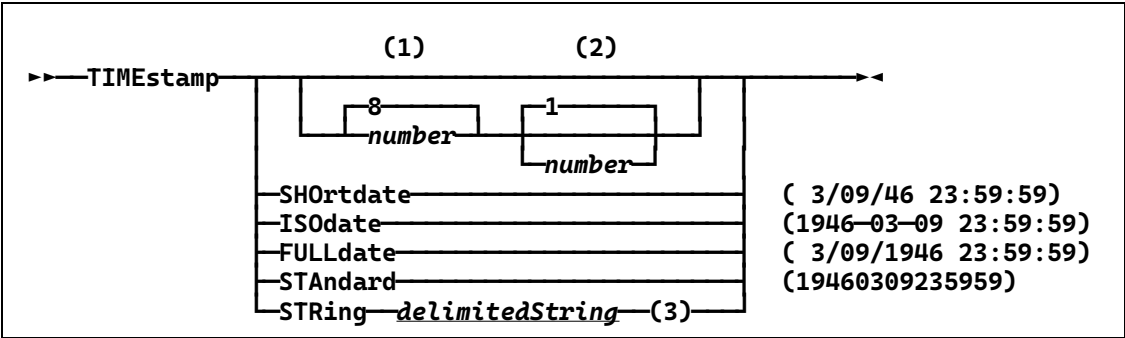 (1) (2)
►►──TIMEstamp ►◄
8 1
number
number
SHOrtdate ( 3/09/46 23:59:59)
ISOdate (1946-03-09 23:59:59)
FULLdate ( 3/09/1946 23:59:59)
STAndard (19460309235959)
STRing delimitedString (3)